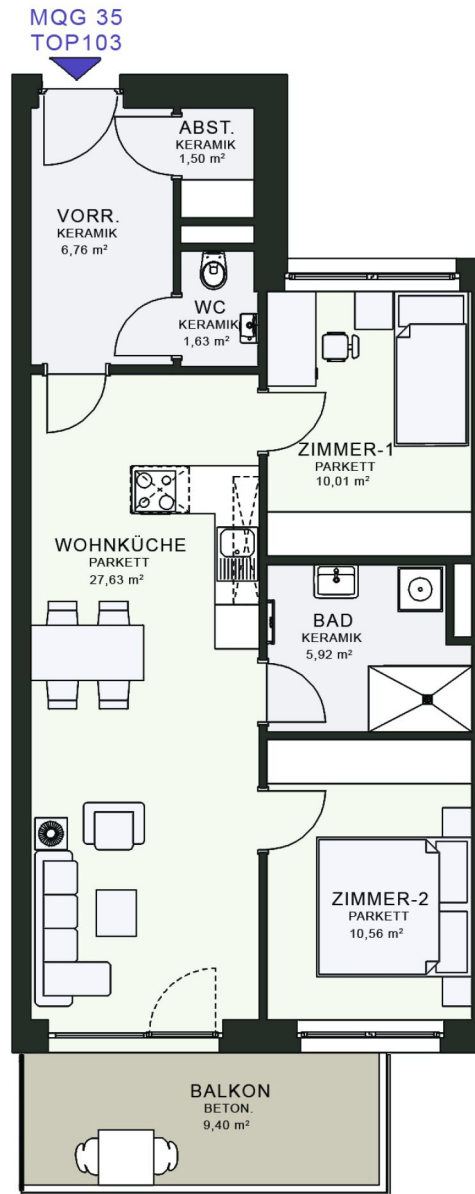 MQG 35
TOP103
ABST.
KERAMIK
1,50 m²
VORR.
KERAMIK
6,76 m²
WC
KERAMIK
1,63 m²
ZIMMER-1
PARKETT
10,01 m²
WOHNKÜCHE
PARKETT
27,63 m²
BAD
KERAMIK
5,92 m²
ZIMMER-2
PARKETT
10,56 m²
BALKON
BETON.
9,40 m²